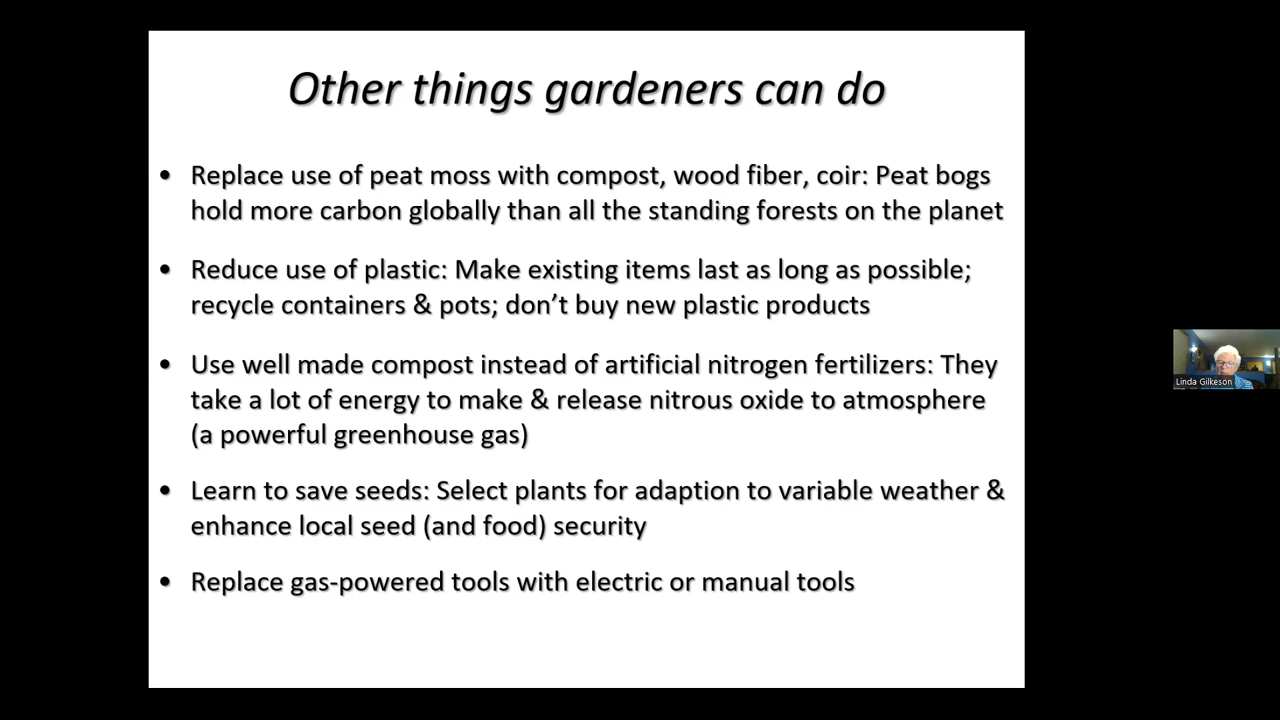 Other things gardeners can do
• Replace use of peat moss with compost, wood fiber, coir: Peat bogs
hold more carbon globally than all the standing forests on the planet
• Reduce use of plastic: Make existing items last as long as possible;
recycle containers & pots; don’t buy new plastic products
• Use well made compost instead of artificial nitrogen fertilizers: They
take a lot of energy to make & release nitrous oxide to atmosphere
(a powerful greenhouse gas)
• Learn to save seeds: Select plants for adaption to variable weather &
enhance local seed (and food) security
• Replace gas-powered tools with electric or manual tools
Linda Gilkeson